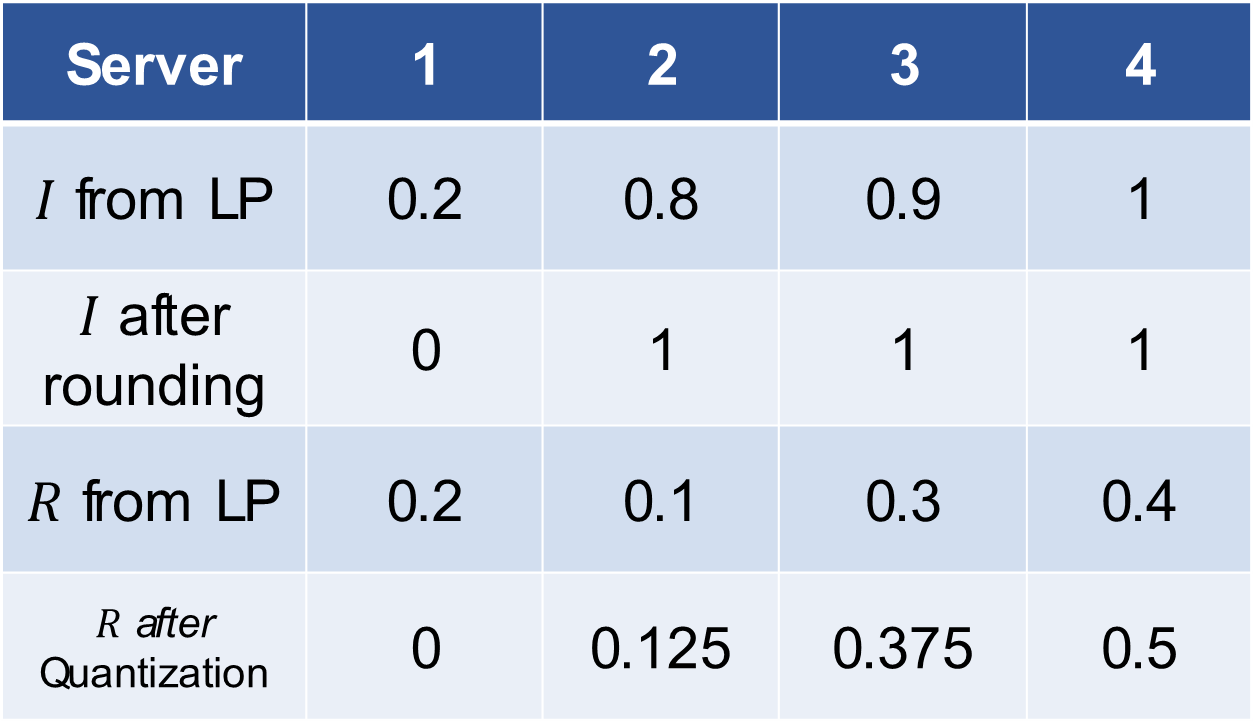 Server 1 2 3 4
I from LP 0.2 0.8 0.9 1
I after
rounding 0 1 1 1
R from LP 0.2 0.1 0.3 0.4
R after
Quantization 0 0.125 0.375 0.5